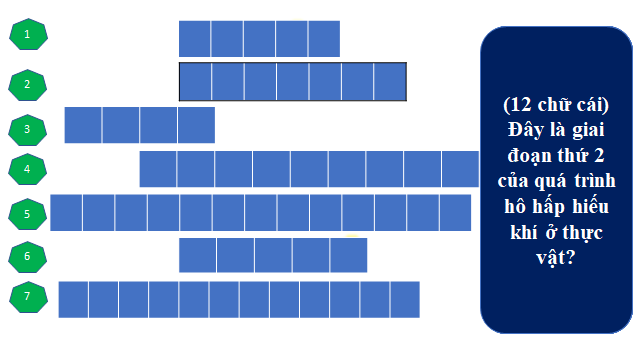 1
2
3
4
5
6
7
(12 chữ cái)
Đây là giai
đoạn thứ 2
của quá trình
hô hấp hiếu
khí ở thực
vật?